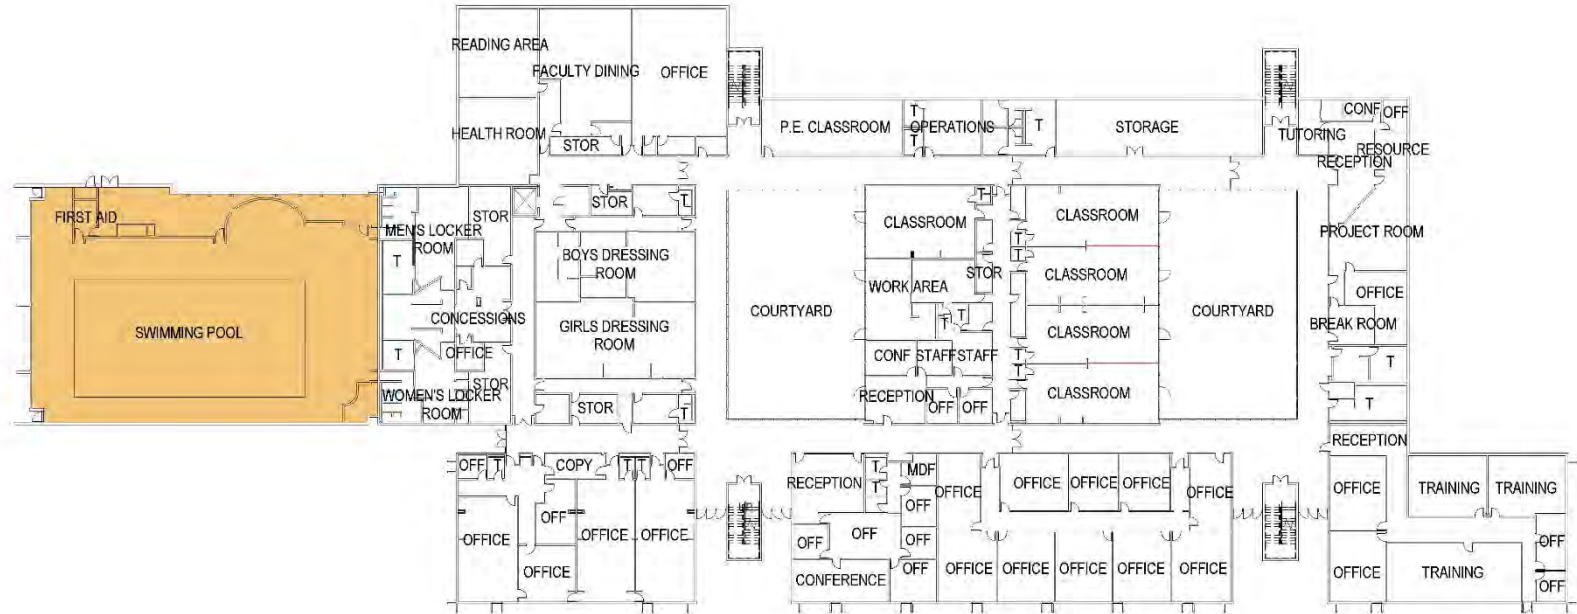 READING AREA
FACULTY DINING
OFFICE
HEALTH ROOM
STOR
P.E. CLASSROOM
T
T
OPERATIONS
T
STORAGE
TUTORING
CONF
OFF
RESOURCE
RECEPTION
FIRST AID
MEN'S LOCKER
ROOM
STOR
STOR
T
CLASSROOM
T
CLASSROOM
PROJECT ROOM
T
BOYS DRESSING
ROOM
T
T
STOR
CLASSROOM
WORK AREA
OFFICE
SWIMMING POOL
CONCESSIONS
GIRLS DRESSING
ROOM
COURTYARD
T
T
CLASSROOM
COURTYARD
BREAK ROOM
T
OFFICE
CONF
STAFF
STAFF
T
T
T
WOMEN'S LOCKER
ROOM
STOR
STOR
T
RECEPTION
OFF
OFF
CLASSROOM
T
RECEPTION
OFF
T
COPY
T
T
OFF
RECEPTION
T
T
MDF
OFFICE
OFFICE
OFFICE
OFFICE
OFFICE
OFFICE
TRAINING
TRAINING
OFFICE
OFF
OFFICE
OFFICE
OFFICE
OFF
OFF
OFF
OFF
OFF
OFF
CONFERENCE
OFF
OFFICE
OFFICE
OFFICE
OFFICE
OFFICE
OFFICE
TRAINING
OFF